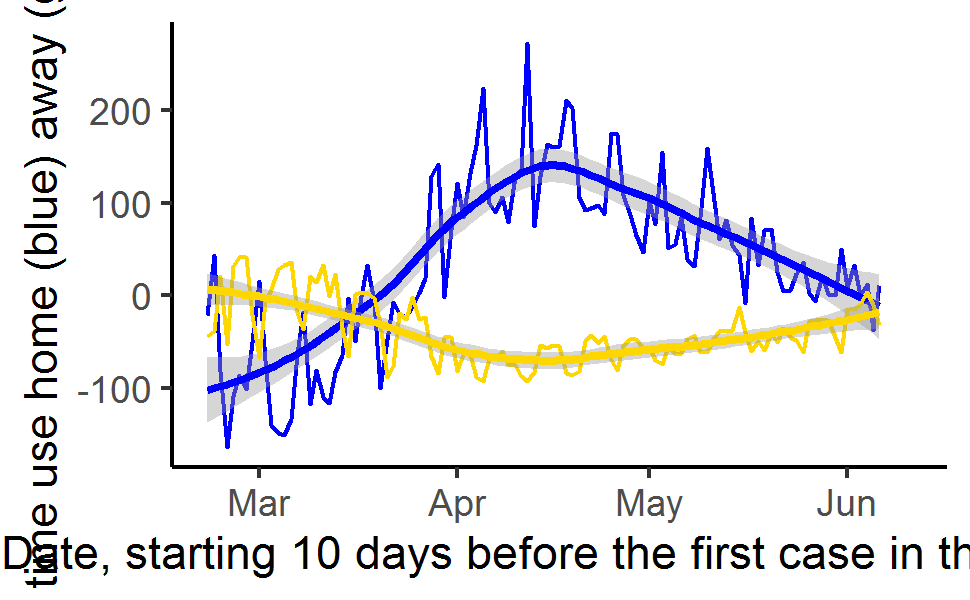 time use home (blue) away (
200
100
0
-100
Mar Apr May Jun
Date, starting 10 days before the first case in th